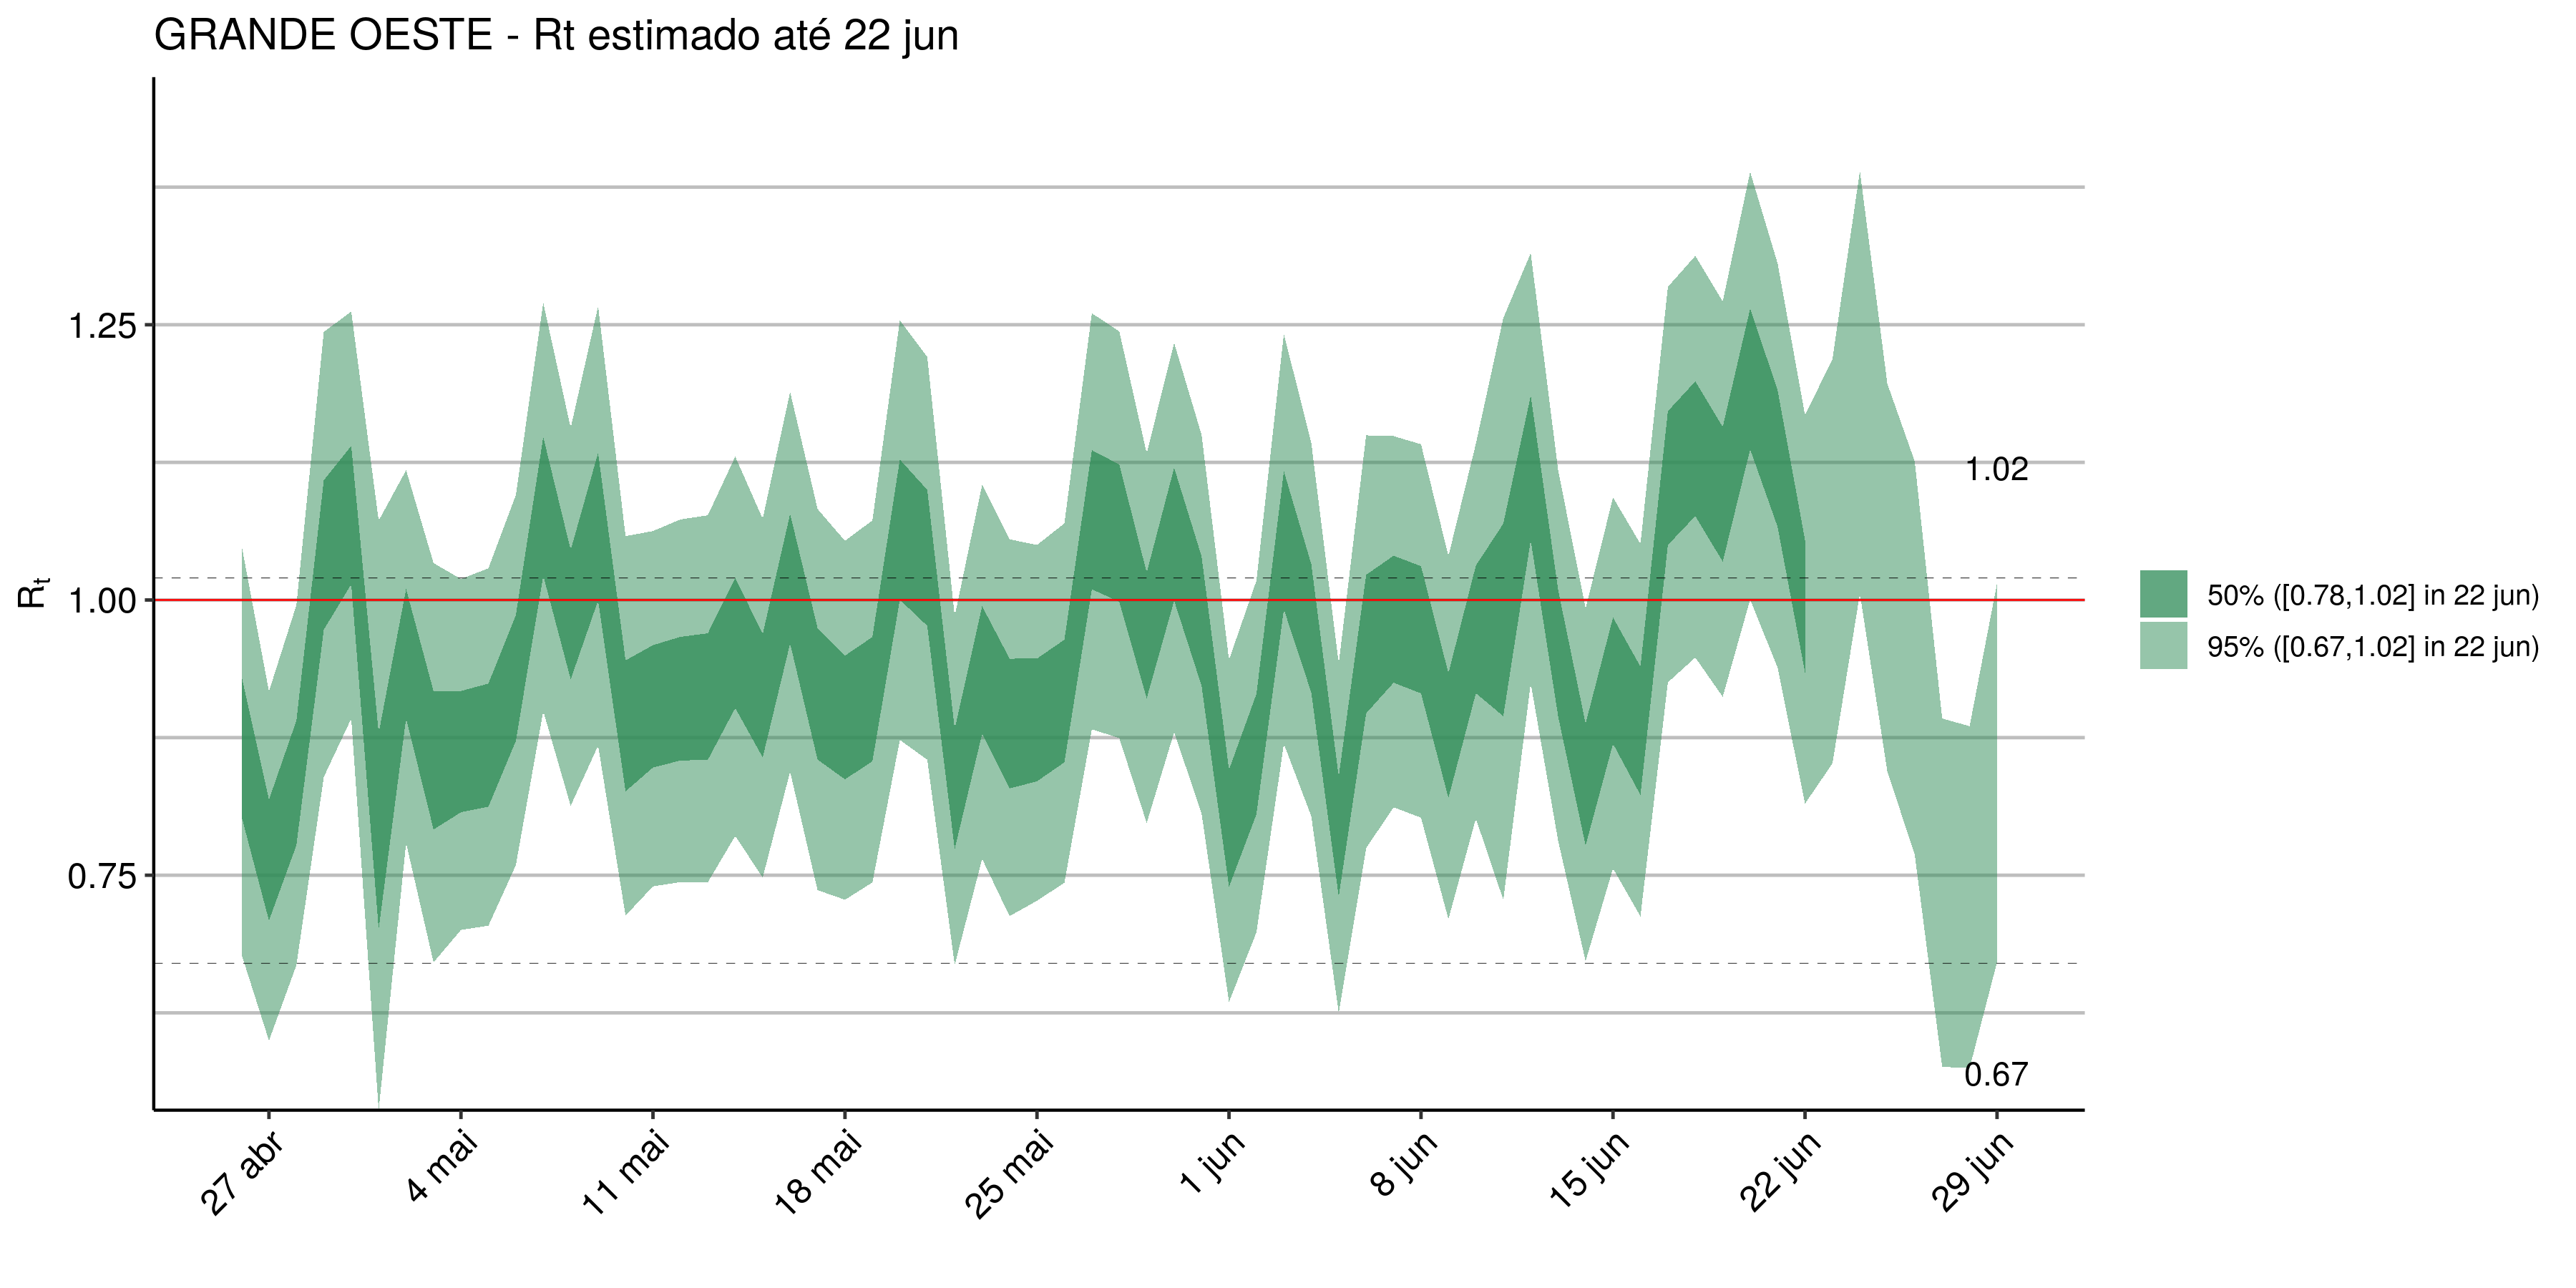 GRANDE OESTE - Rt estimado até 22 jun
Rt
1.25
1.00
0.75
1.02
0.67
27 abr
4 mai
11 mai
18 mai
25 mai
1 jun
8 jun
15 jun
22 jun
29 jun
50% ([0.78,1.02] in 22 jun)
95% ([0.67,1.02] in 22 jun)